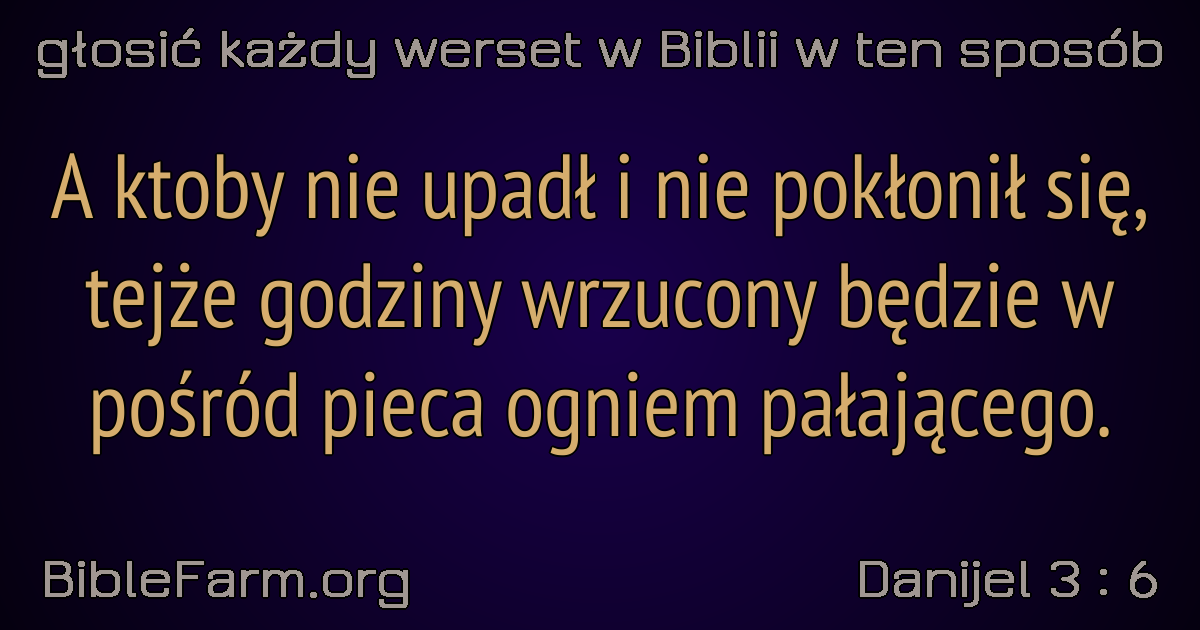 głosić każdy werset w Biblii w ten sposób
A ktoby nie upadł i nie pokłonił się,
tejże godziny wrzucony będzie w
pośród pieca ogniem pałającego.
BibleFarm.org
Danijel 3 : 6